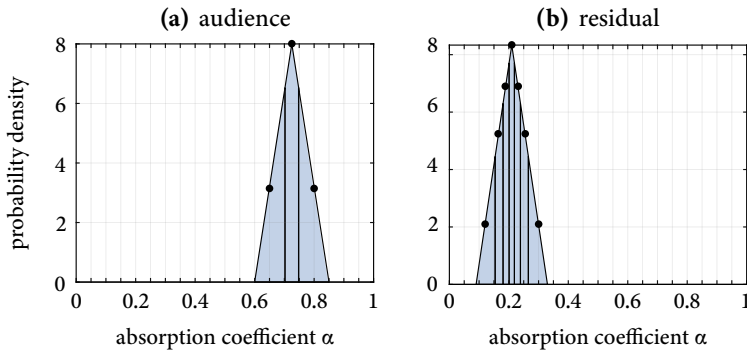 (a) audience
(b) residual
probability density
8
6
4
2
0
0 0.2 0.4 0.6 0.8 1
absorption coefficient α
8
6
4
2
0
0 0.2 0.4 0.6 0.8 1
absorption coefficient α